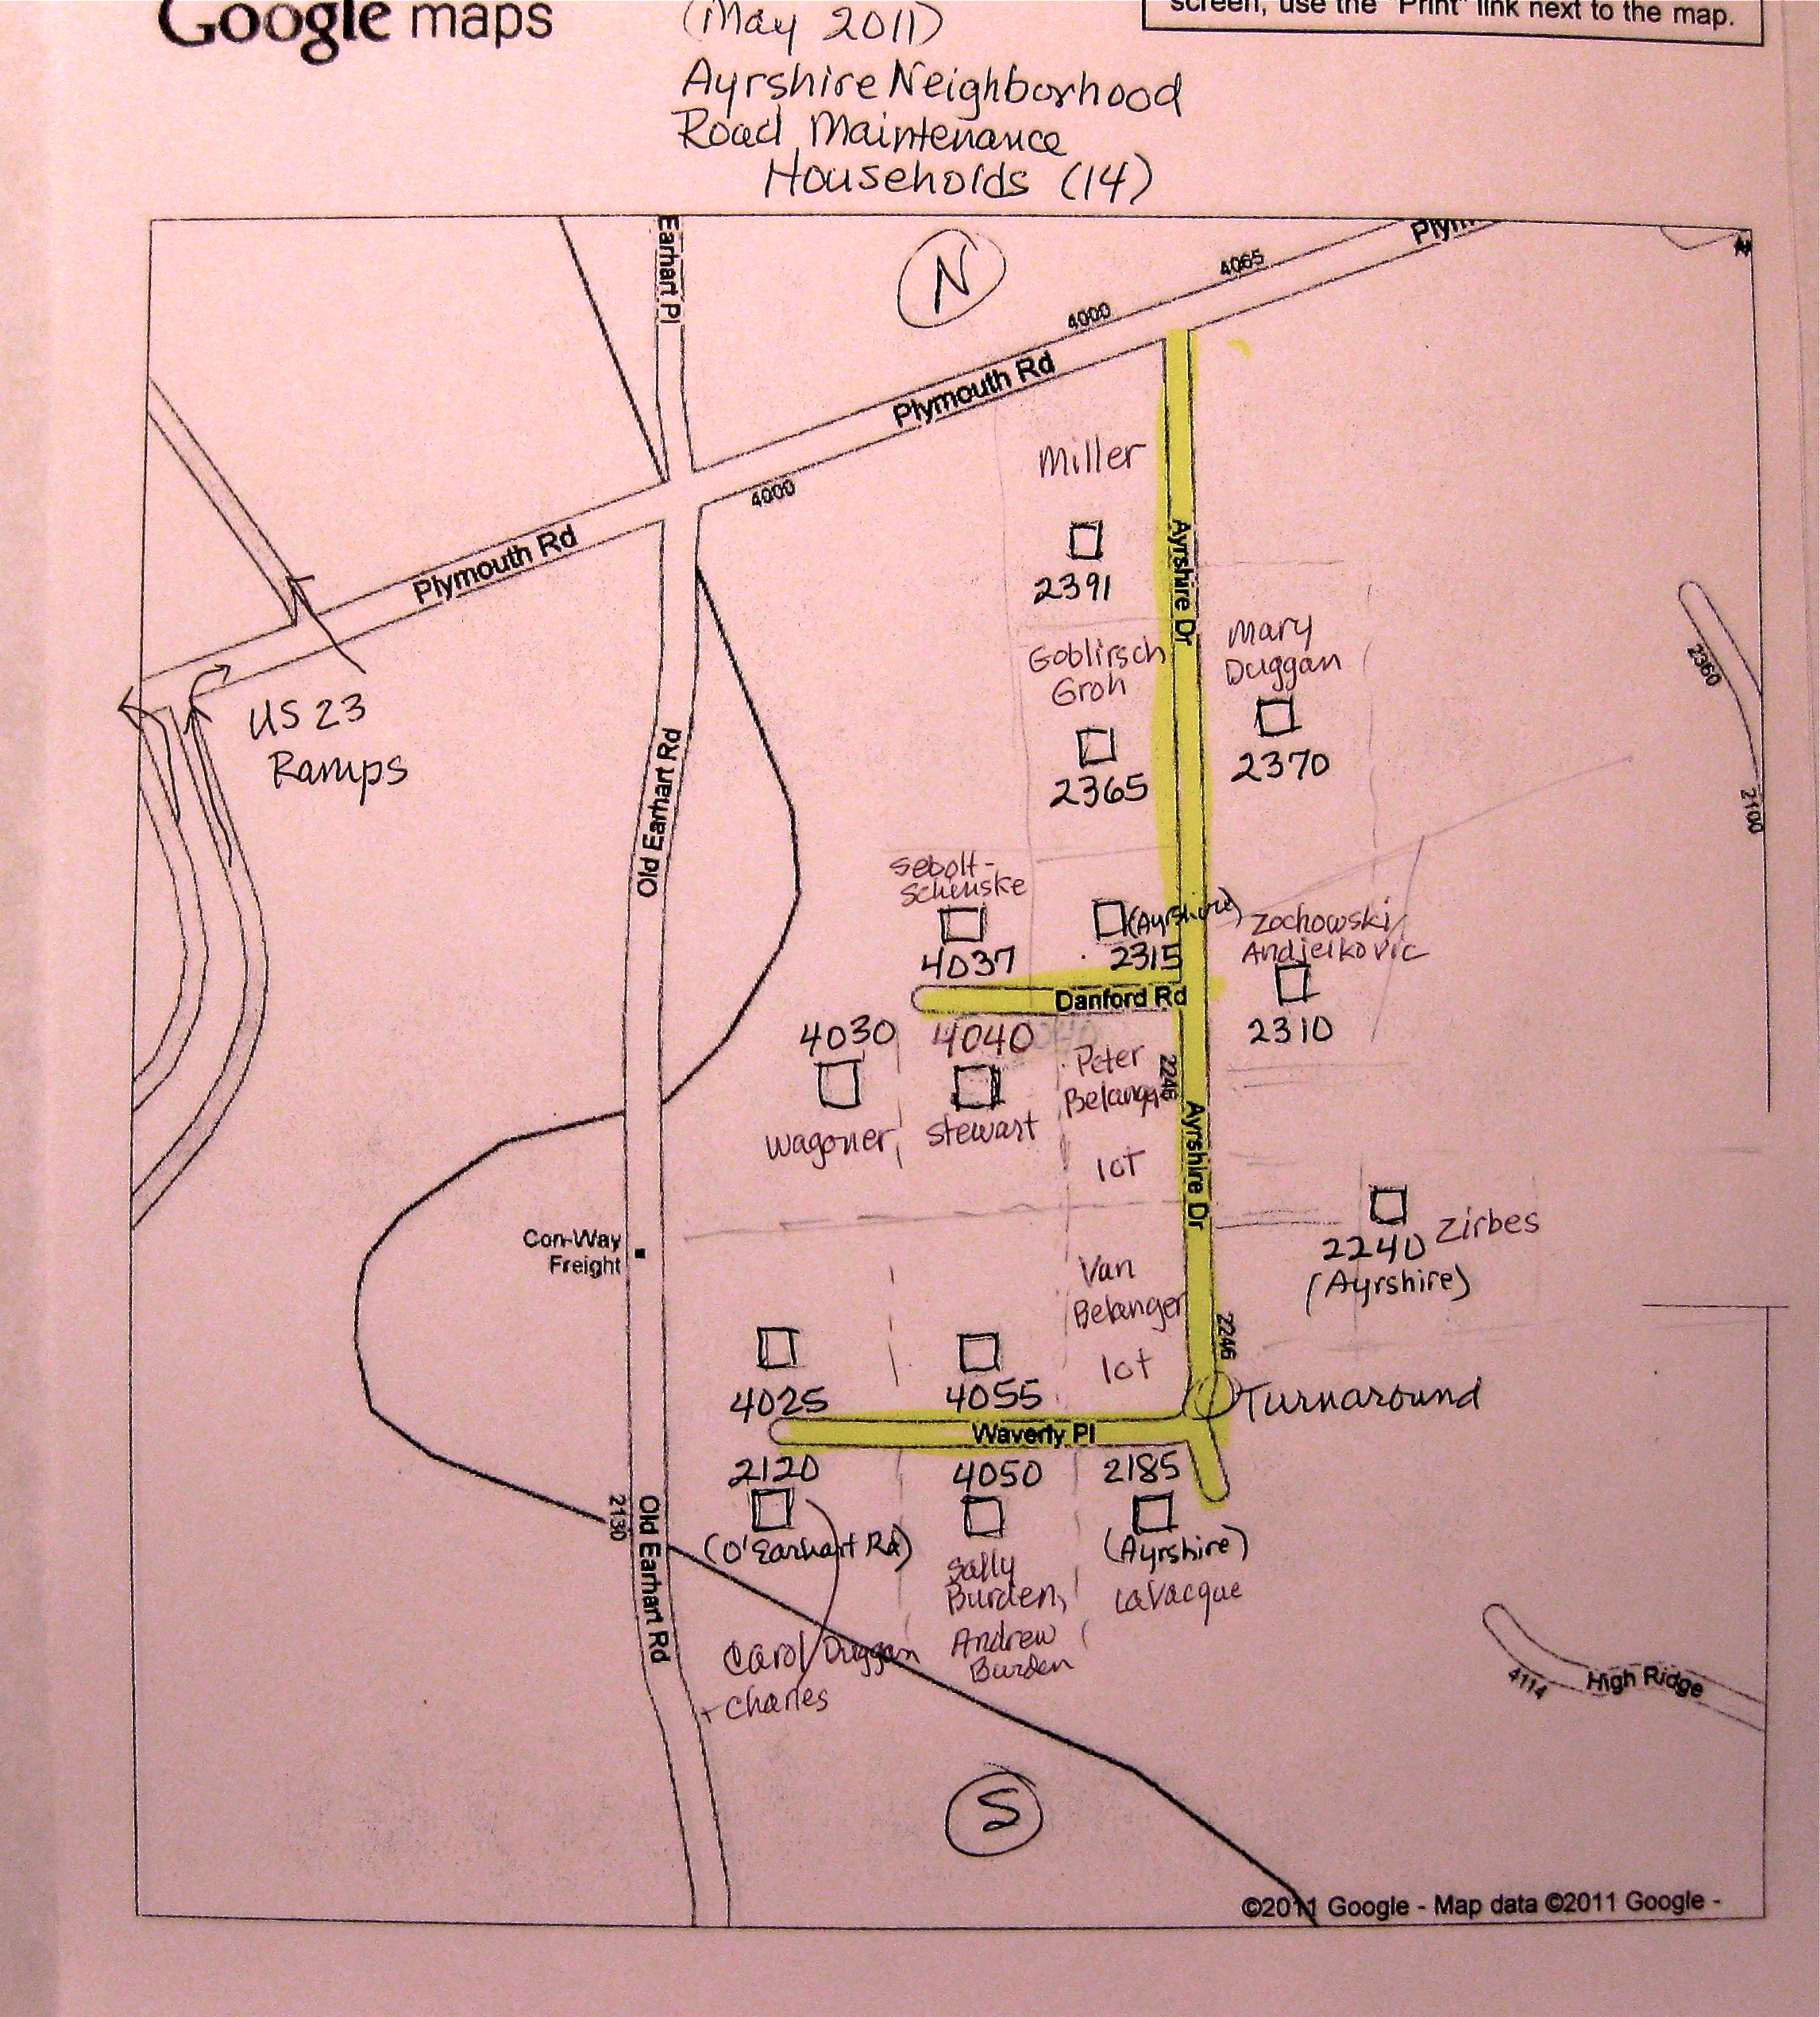 Google maps
(May 2011)
screen, use the "Print" link next to the map.
Ayrshire Neighborhood
Road Maintenance
Households (14)
Earhart Pl
N
Plym
4065
4000
Plymouth Rd
Miller
4000
Ayrshire Dr
Plymouth Rd
2391
Goblirsch
Groh
Mary
Duggan
2360
US 23
Ramps
2365
2370
2100
Old Earhart Rd
Sebolt-
Schenske
(Ayrshire)
Zochowski/
Andjelkovic
4037
2315
Danford Rd
2310
4030
4040
Peter
Belanger
2246
Wagoner
Stewart
lot
Ayrshire Dr
Con-Way
Freight
2240
Zirbes
(Ayrshire)
Van
Belanger
lot
2246
4025
4055
Turnaround
Waverly Pl
2120
4050
2185
2130
Old Earhart Rd
(O'Earhart Rd)
Sally
Burden,
Andrew
Burden
(Ayrshire)
LaVacque
Carol Duggan
+ Charles
4114
High Ridge
S
©2011 Google - Map data ©2011 Google -